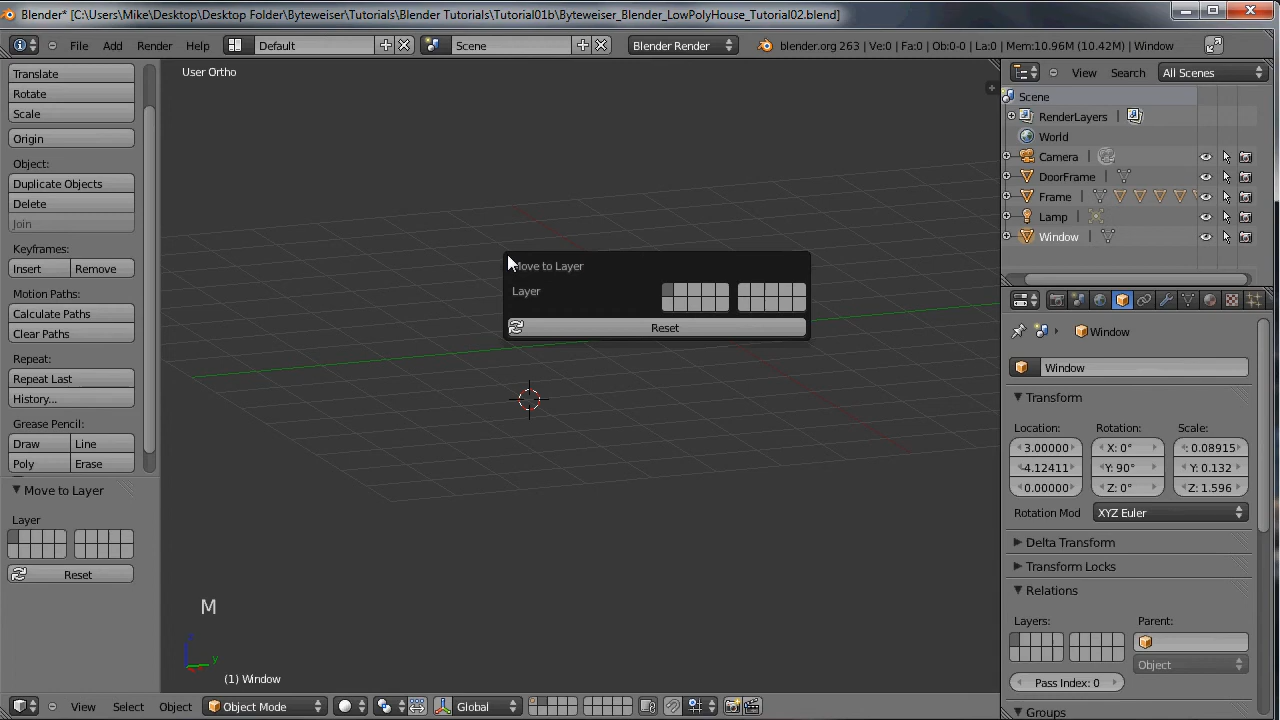 Blender* [C:\Users\Mike\Desktop\Desktop Folder\Byteweiser\Tutorials\Blender Tutorials\Tutorial01b\Byteweiser_Blender_LowPolyHouse_Tutorial02.blend]
File Add Render Help Default Scene Blender Render blender.org 263 | Ve:0 | Fa:0 | Ob:0-0 | La:0 | Mem:10.96M (10.42M) | Window
Translate
Rotate
Scale
Origin
Object:
Duplicate Objects
Delete
Join
Keyframes:
Insert Remove
Motion Paths:
Calculate Paths
Clear Paths
Repeat:
Repeat Last
History...
Grease Pencil:
Draw Line
Poly Erase
Move to Layer
Layer
Reset
User Ortho
Move to Layer
Layer
Reset
M
y
(1) Window
View Select Object Object Mode Global
View Search All Scenes
Scene
RenderLayers |
World
Camera |
DoorFrame |
Frame |
Lamp |
Window |
Window
Window
Transform
Location: Rotation: Scale:
3.00000 X: 0° : 0.08915
4.12411 Y: 90° Y: 0.132
0.00000 Z: 0° Z: 1.596
Rotation Mod XYZ Euler
Delta Transform
Transform Locks
Relations
Layers: Parent:
Object
Pass Index: 0
Groups